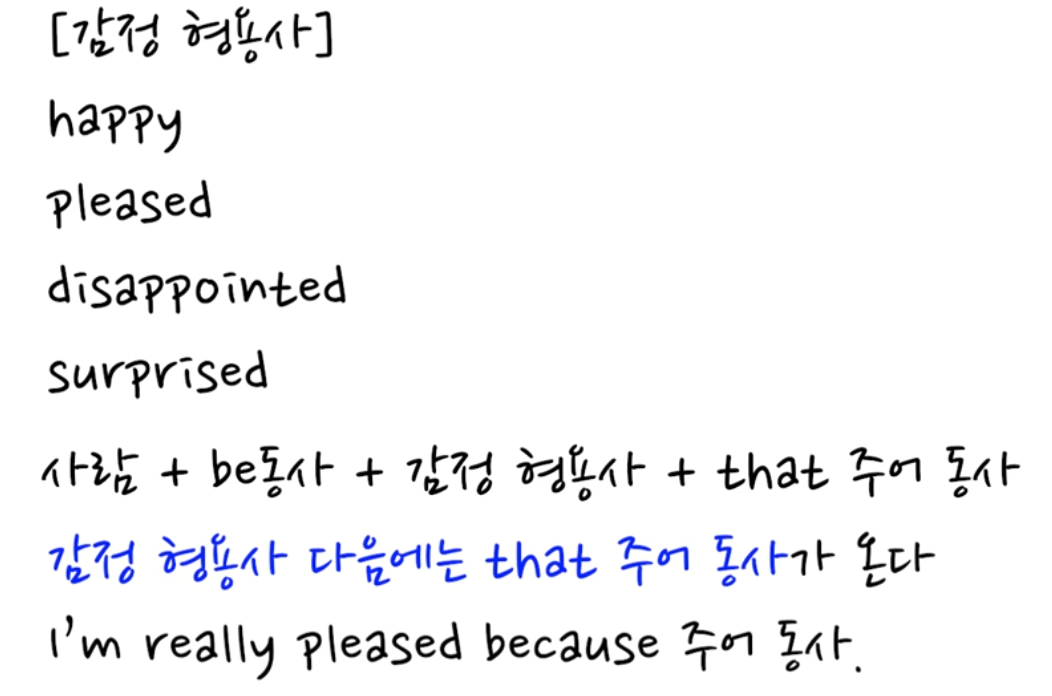 [감정 형용사]
happy
pleased
disappointed
surprised
사람 + be동사 + 감정 형용사 + that 주어 동사
감정 형용사 다음에는 that 주어 동사가 온다
I'm really pleased because 주어 동사.